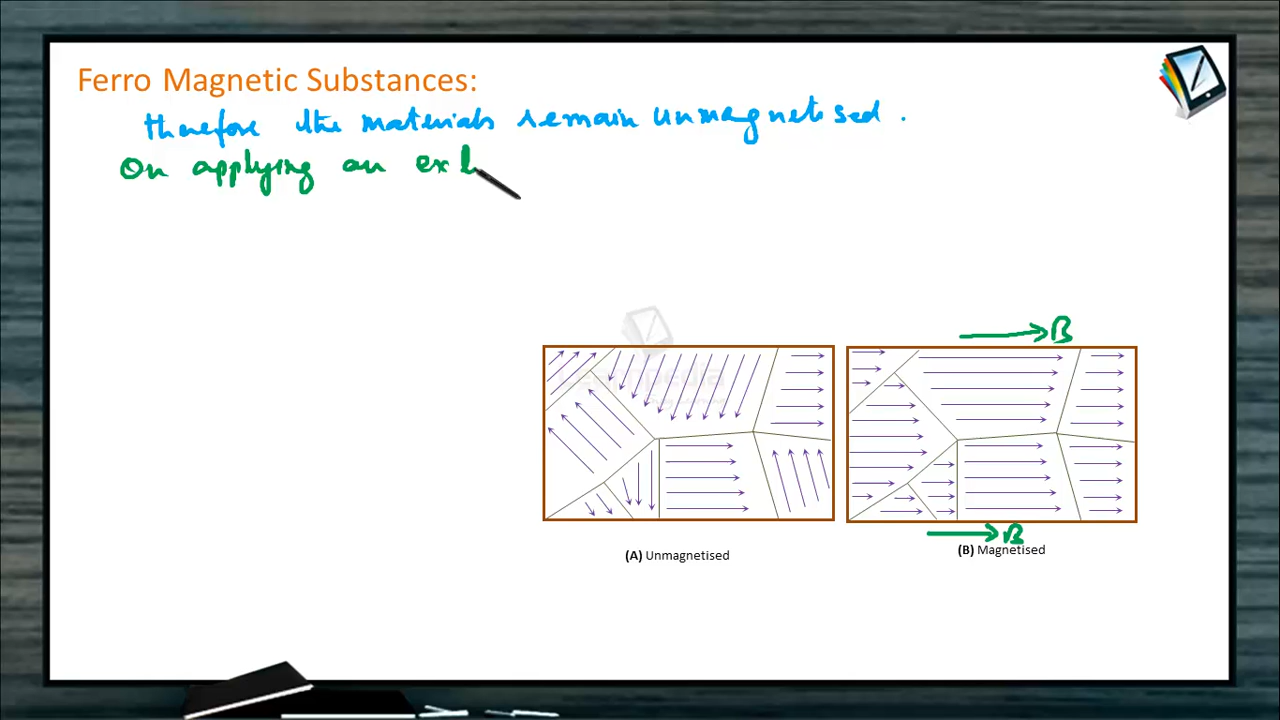 Ferro Magnetic Substances:
therefore the materials remain unmagnetised .
On applying an ex
B
B
(A) Unmagnetised
(B) Magnetised